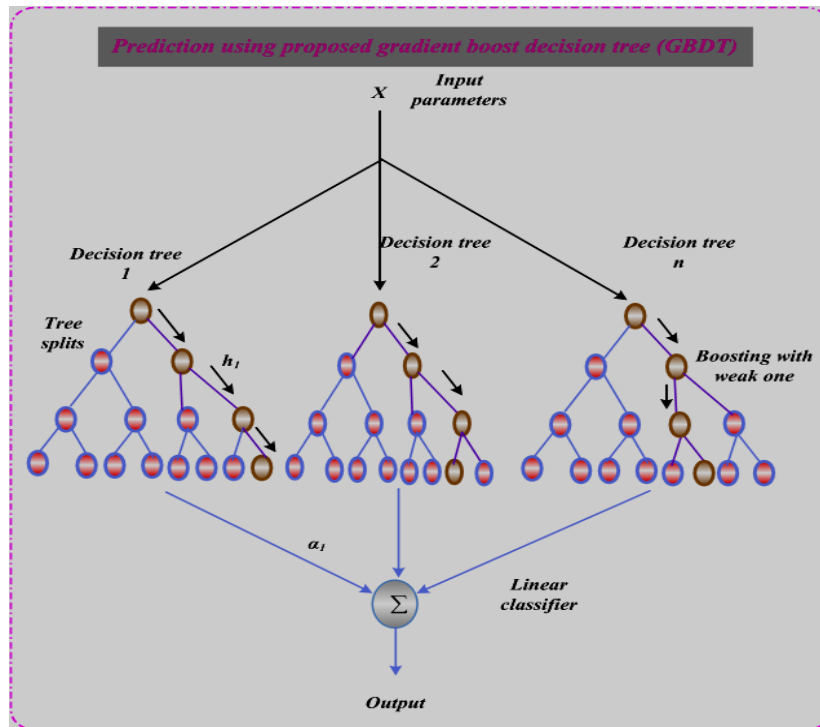 Prediction using proposed gradient boost decision tree (GBDT)
X
Input
parameters
Decision tree
1
Decision tree
2
Decision tree
n
Tree
splits
h1
Boosting with
weak one
α1
Σ
Linear
classifier
Output